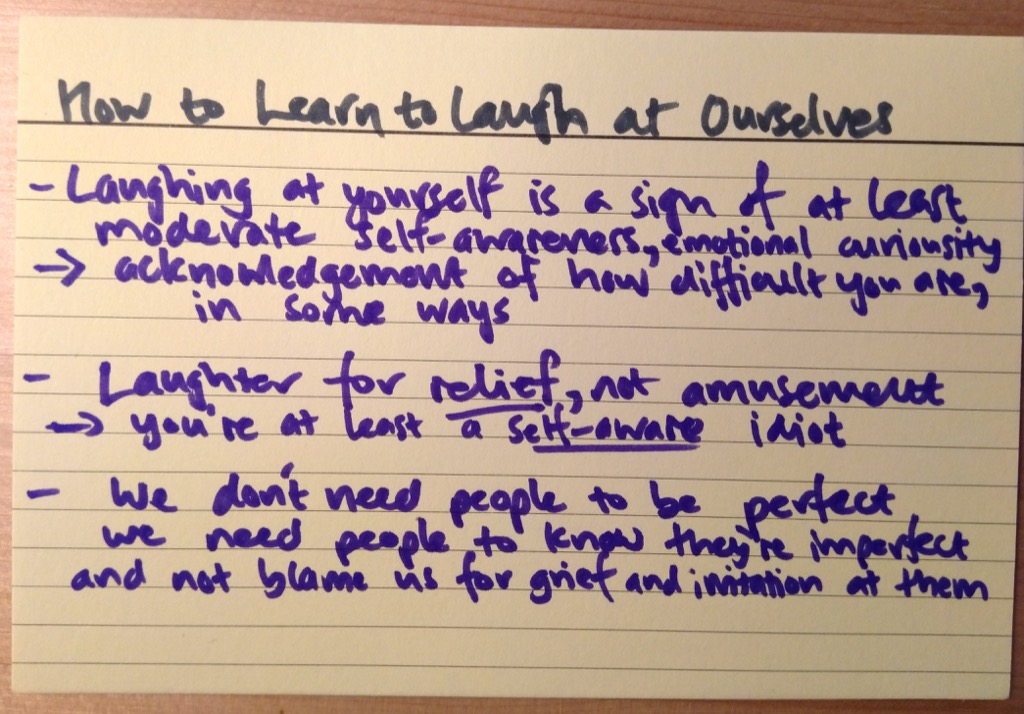 How to Learn to Laugh at Ourselves
- Laughing at yourself is a sign of at least
moderate self-awareness, emotional curiousity
→ acknowledgement of how difficult you are,
in some ways
- Laughter for relief, not amusement
→ you're at least a self-aware idiot
- We don't need people to be perfect
we need people to know they're imperfect
and not blame us for grief and irritation at them